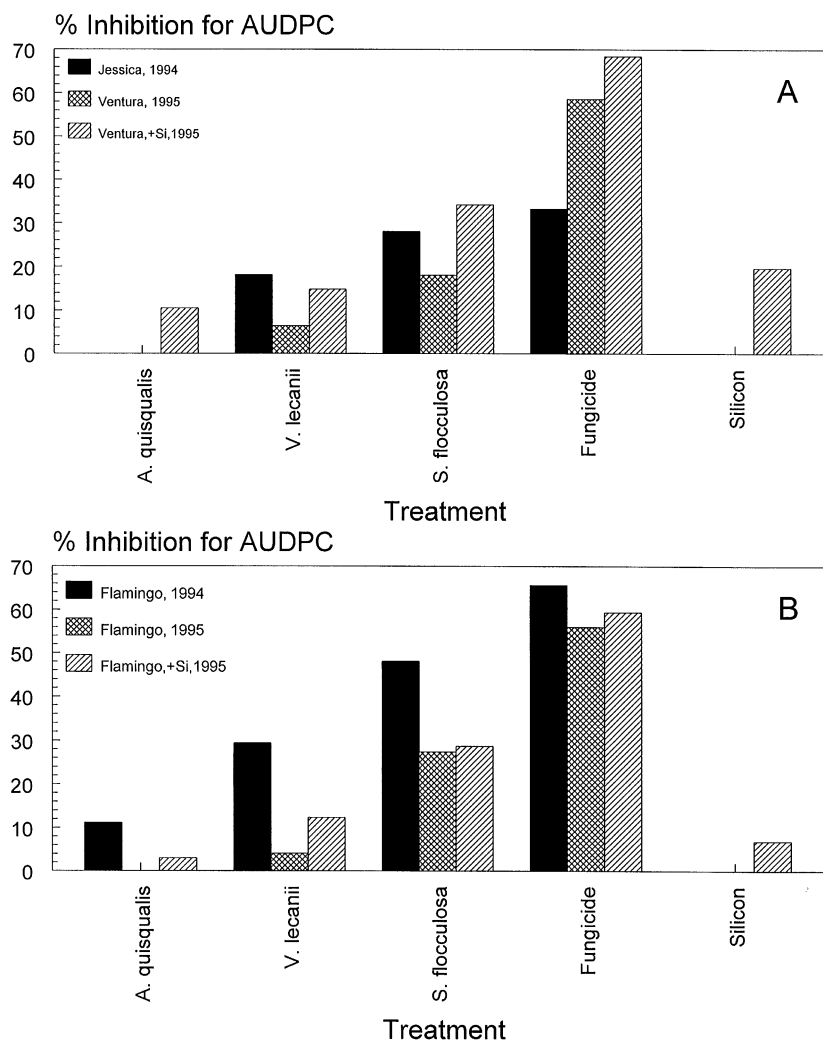 % Inhibition for AUDPC
70
60
50
40
30
20
10
0
Jessica, 1994
Ventura, 1995
Ventura,+Si,1995
A
A. quisqualis
V. lecanii
S. flocculosa
Fungicide
Silicon
Treatment
% Inhibition for AUDPC
70
60
50
40
30
20
10
0
Flamingo, 1994
Flamingo, 1995
Flamingo,+Si,1995
B
A. quisqualis
V. lecanii
S. flocculosa
Fungicide
Silicon
Treatment